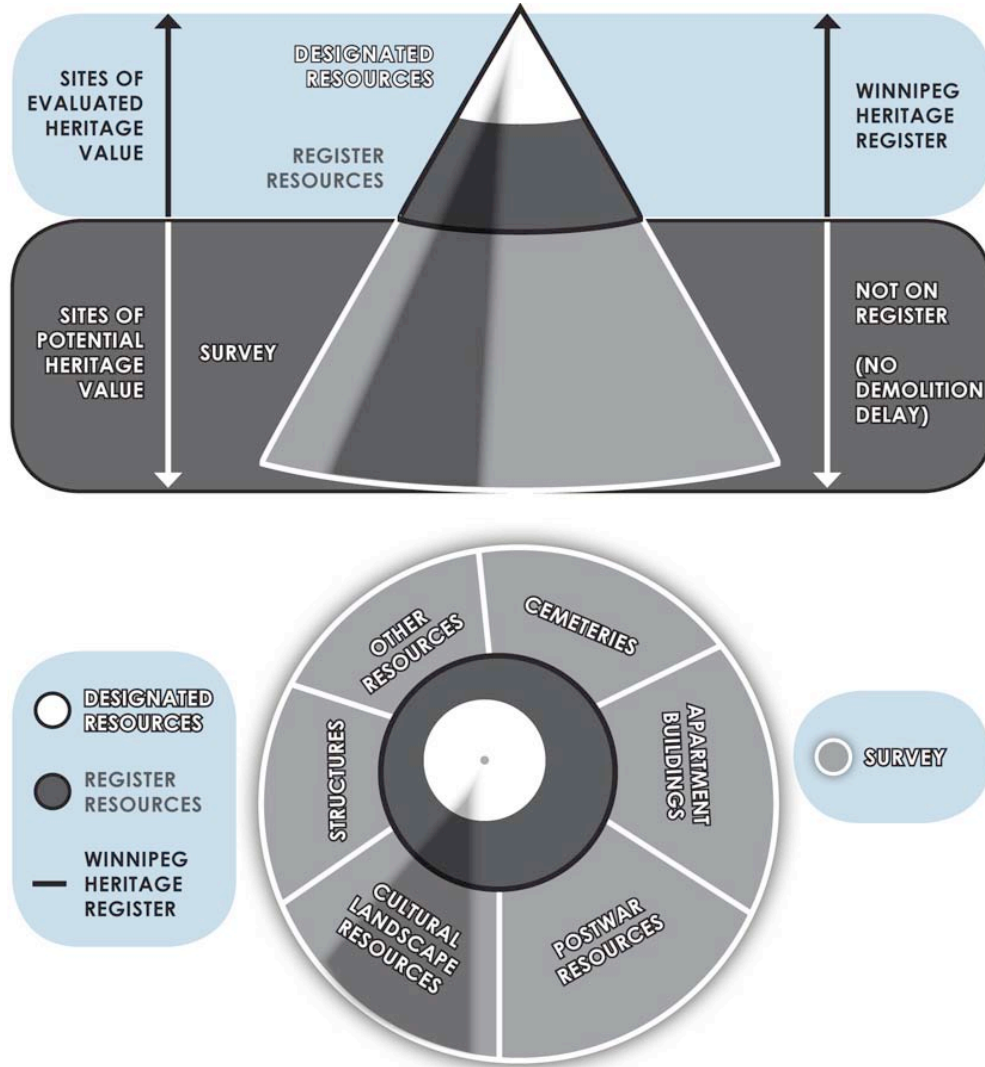 SITES OF
EVALUATED
HERITAGE
VALUE
DESIGNATED
RESOURCES
REGISTER
RESOURCES
WINNIPEG
HERITAGE
REGISTER
SITES OF
POTENTIAL
HERITAGE
VALUE
SURVEY
NOT ON
REGISTER
(NO
DEMOLITION
DELAY)
OTHER
RESOURCES
CEMETERIES
STRUCTURES
APARTMENT
BUILDINGS
CULTURAL
LANDSCAPE
RESOURCES
POSTWAR
RESOURCES
DESIGNATED
RESOURCES
REGISTER
RESOURCES
WINNIPEG
HERITAGE
REGISTER
SURVEY